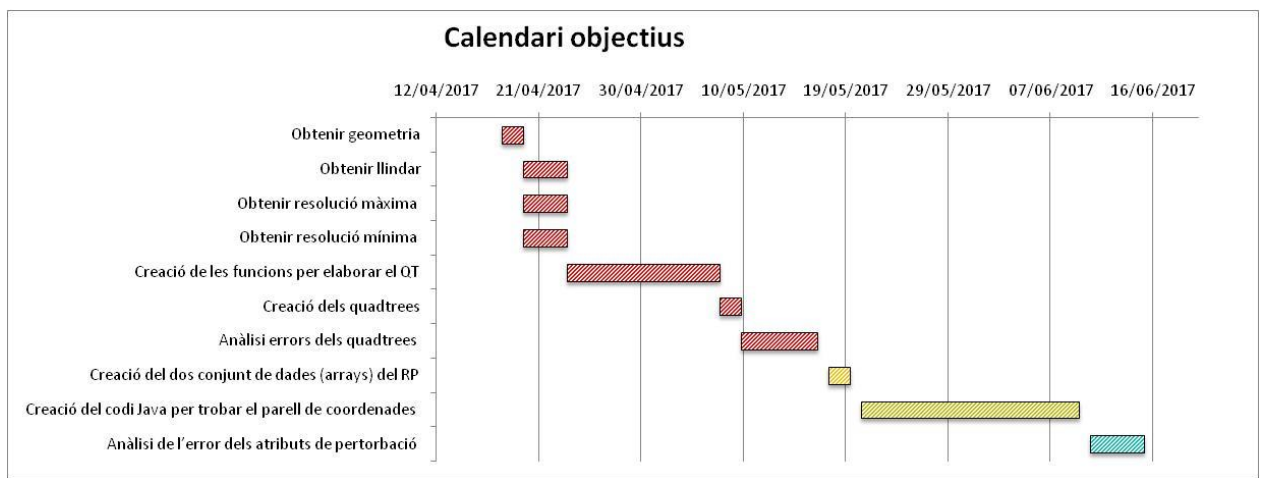 Calendari objectius
12/04/2017 21/04/2017 30/04/2017 10/05/2017 19/05/2017 29/05/2017 07/06/2017 16/06/2017
Obtenir geometria
Obtenir llindar
Obtenir resolució màxima
Obtenir resolució mínima
Creació de les funcions per elaborar el QT
Creació dels quadtrees
Anàlisi errors dels quadtrees
Creació del dos conjunt de dades (arrays) del RP
Creació del codi Java per trobar el parell de coordenades
Anàlisi de l'error dels atributs de pertorbació